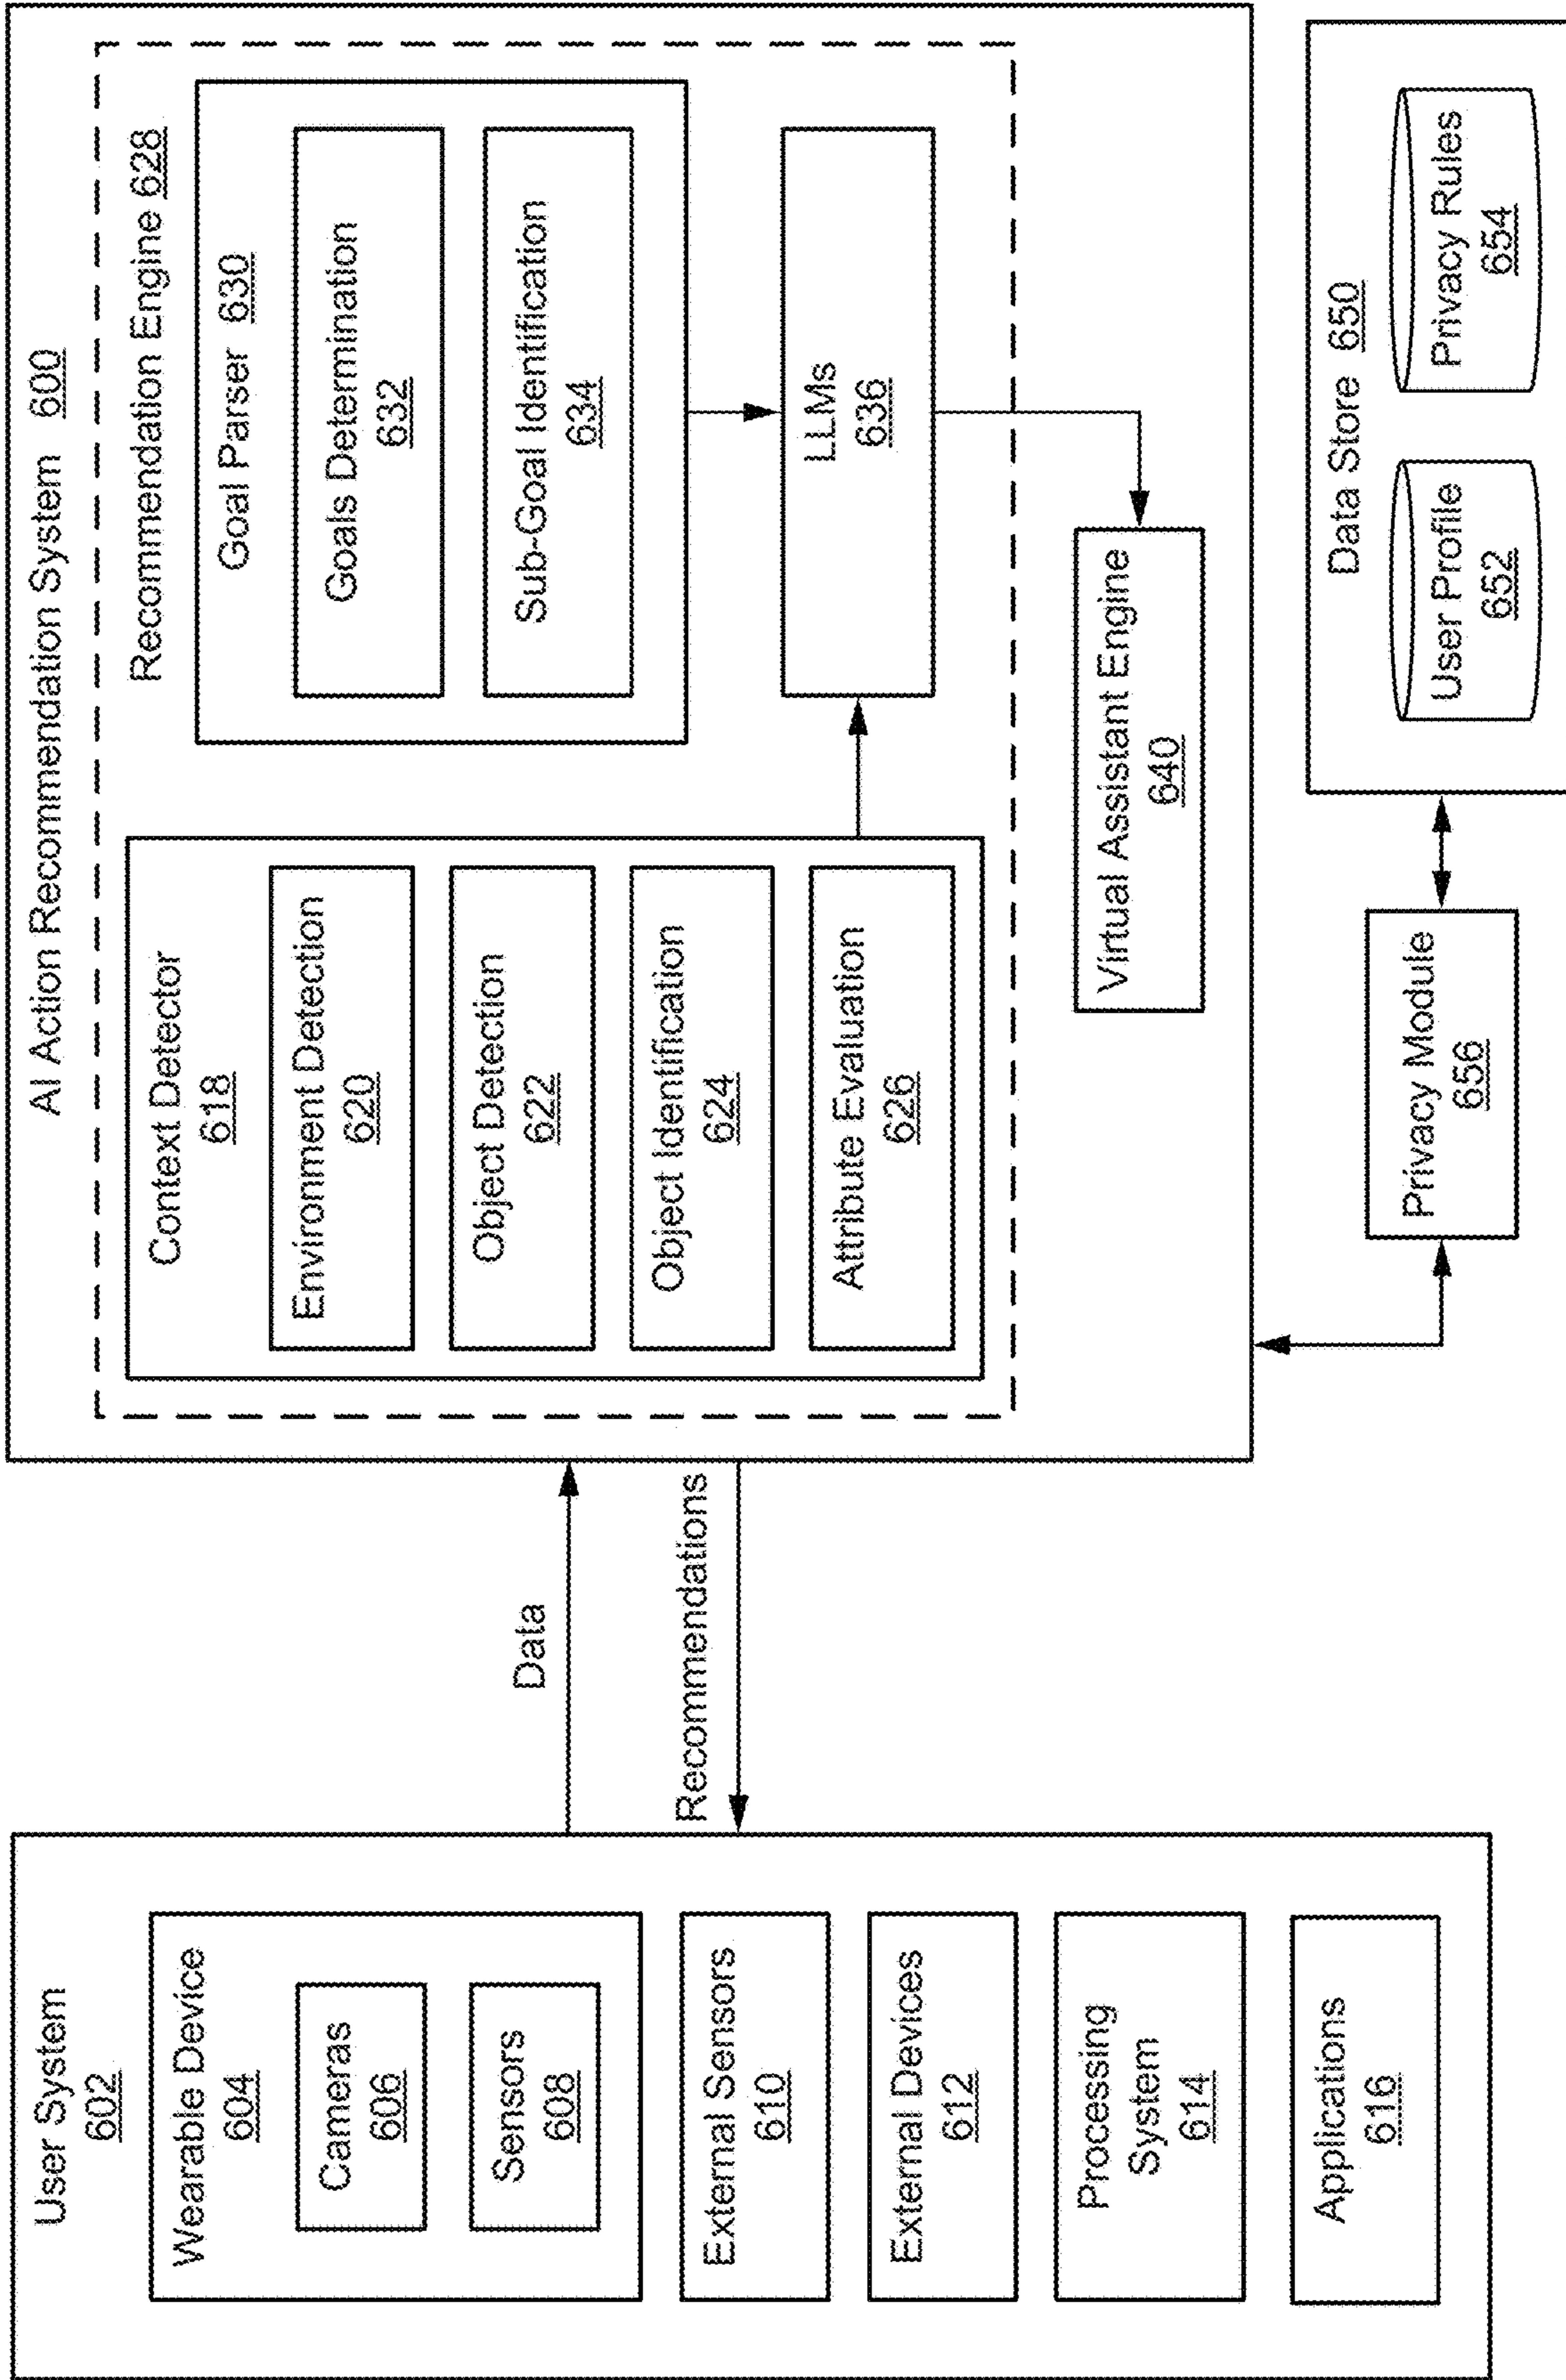 User System
602
Wearable Device
604
Cameras
606
Sensors
608
External Sensors
610
External Devices
612
Processing
System
614
Applications
616
Data
Recommendations
AI Action Recommendation System 600
Recommendation Engine 628
Context Detector
618
Environment Detection
620
Object Detection
622
Object Identification
624
Attribute Evaluation
626
Goal Parser 630
Goals Determination
632
Sub-Goal Identification
634
LLMs
636
Virtual Assistant Engine
640
Privacy Module
656
Data Store 650
User Profile
652
Privacy Rules
654